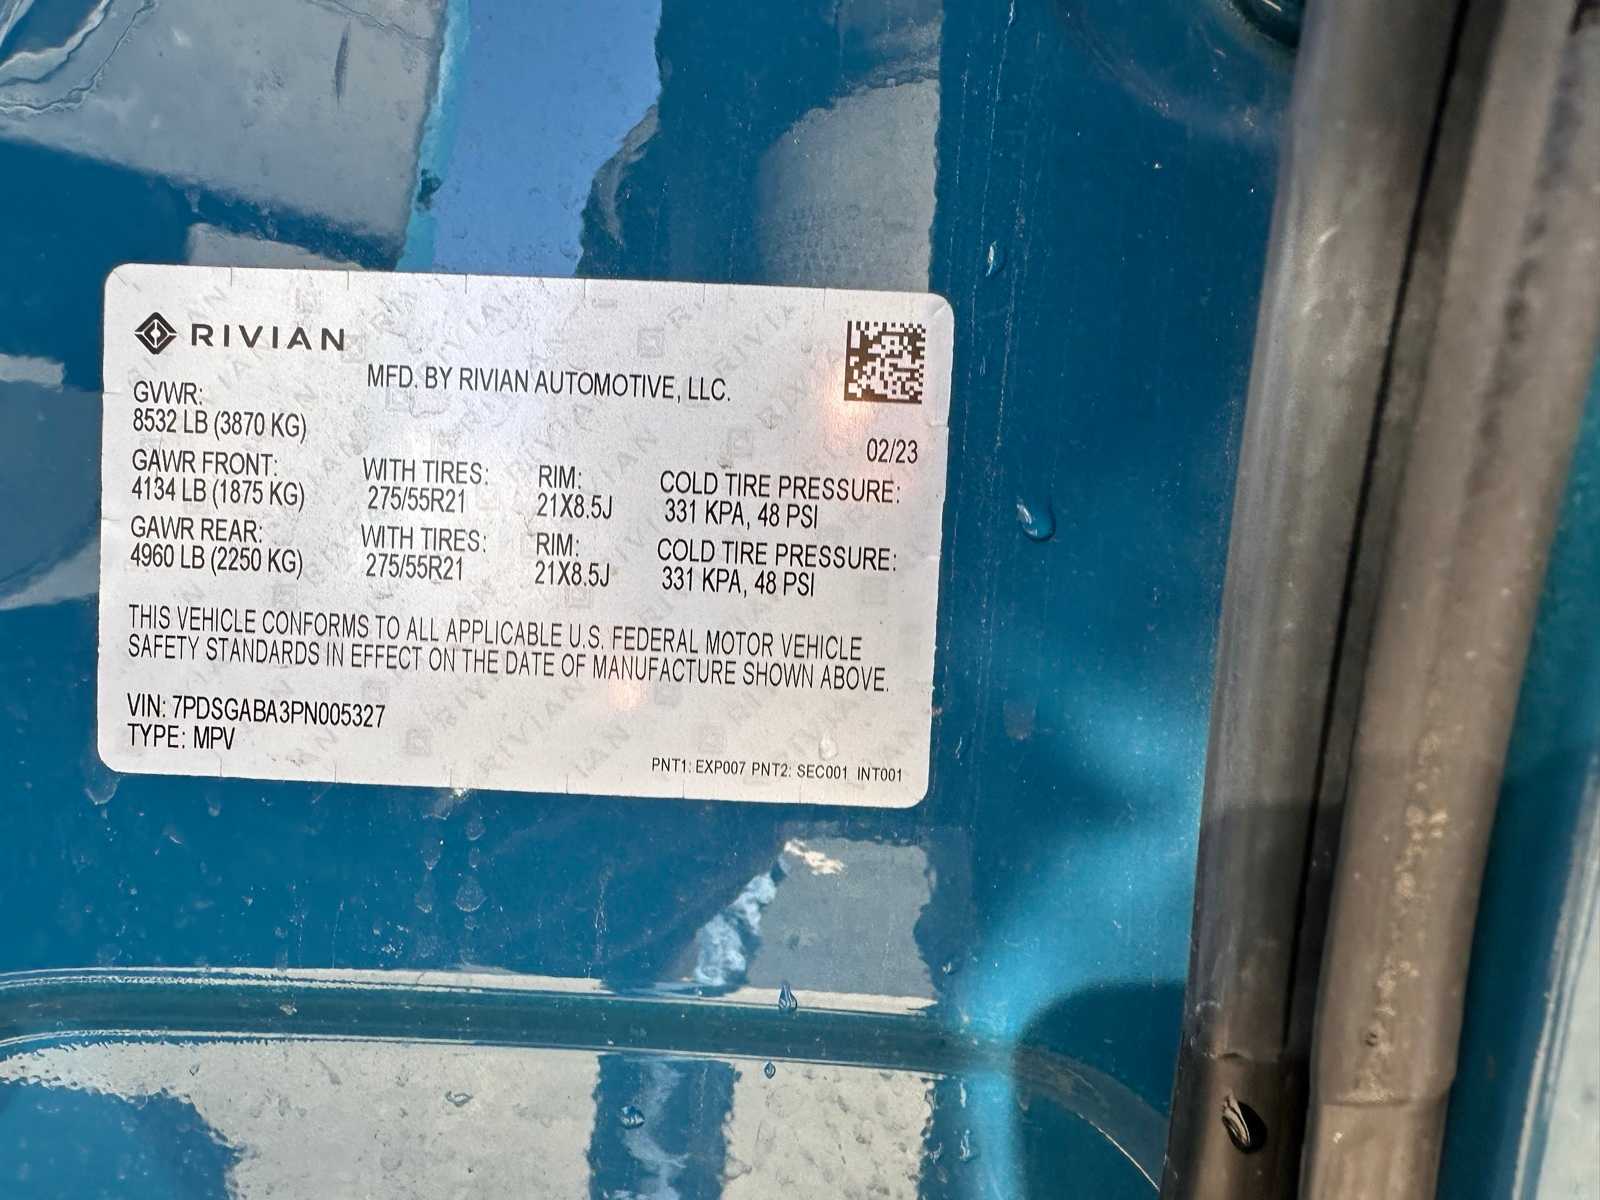 RIVIAN
MFD. BY RIVIAN AUTOMOTIVE, LLC.
GVWR:
8532 LB (3870 KG)
02/23
GAWR FRONT: WITH TIRES: RIM: COLD TIRE PRESSURE:
4134 LB (1875 KG) 275/55R21 21X8.5J 331 KPA, 48 PSI
GAWR REAR: WITH TIRES: RIM: COLD TIRE PRESSURE:
4960 LB (2250 KG) 275/55R21 21X8.5J 331 KPA, 48 PSI
THIS VEHICLE CONFORMS TO ALL APPLICABLE U.S. FEDERAL MOTOR VEHICLE
SAFETY STANDARDS IN EFFECT ON THE DATE OF MANUFACTURE SHOWN ABOVE.
VIN: 7PDSGABA3PN005327
TYPE: MPV
PNT1: EXP007 PNT2: SEC001 INT001